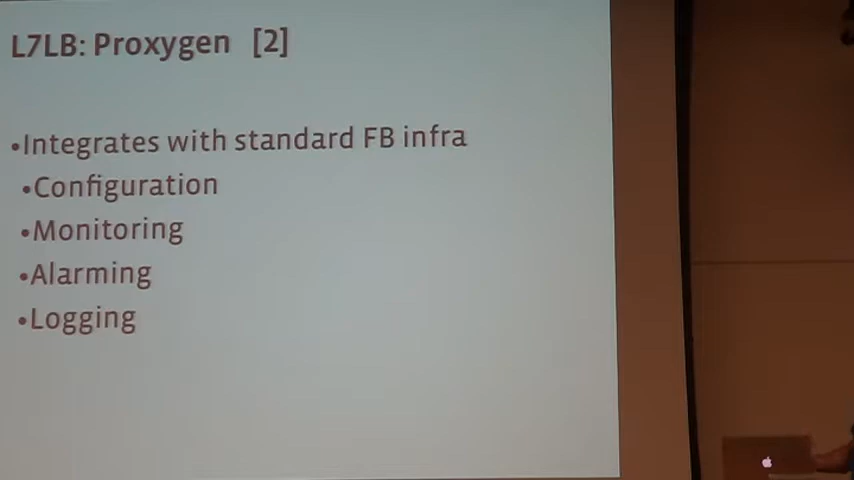 L7LB: Proxygen [2]
•Integrates with standard FB infra
•Configuration
•Monitoring
•Alarming
•Logging